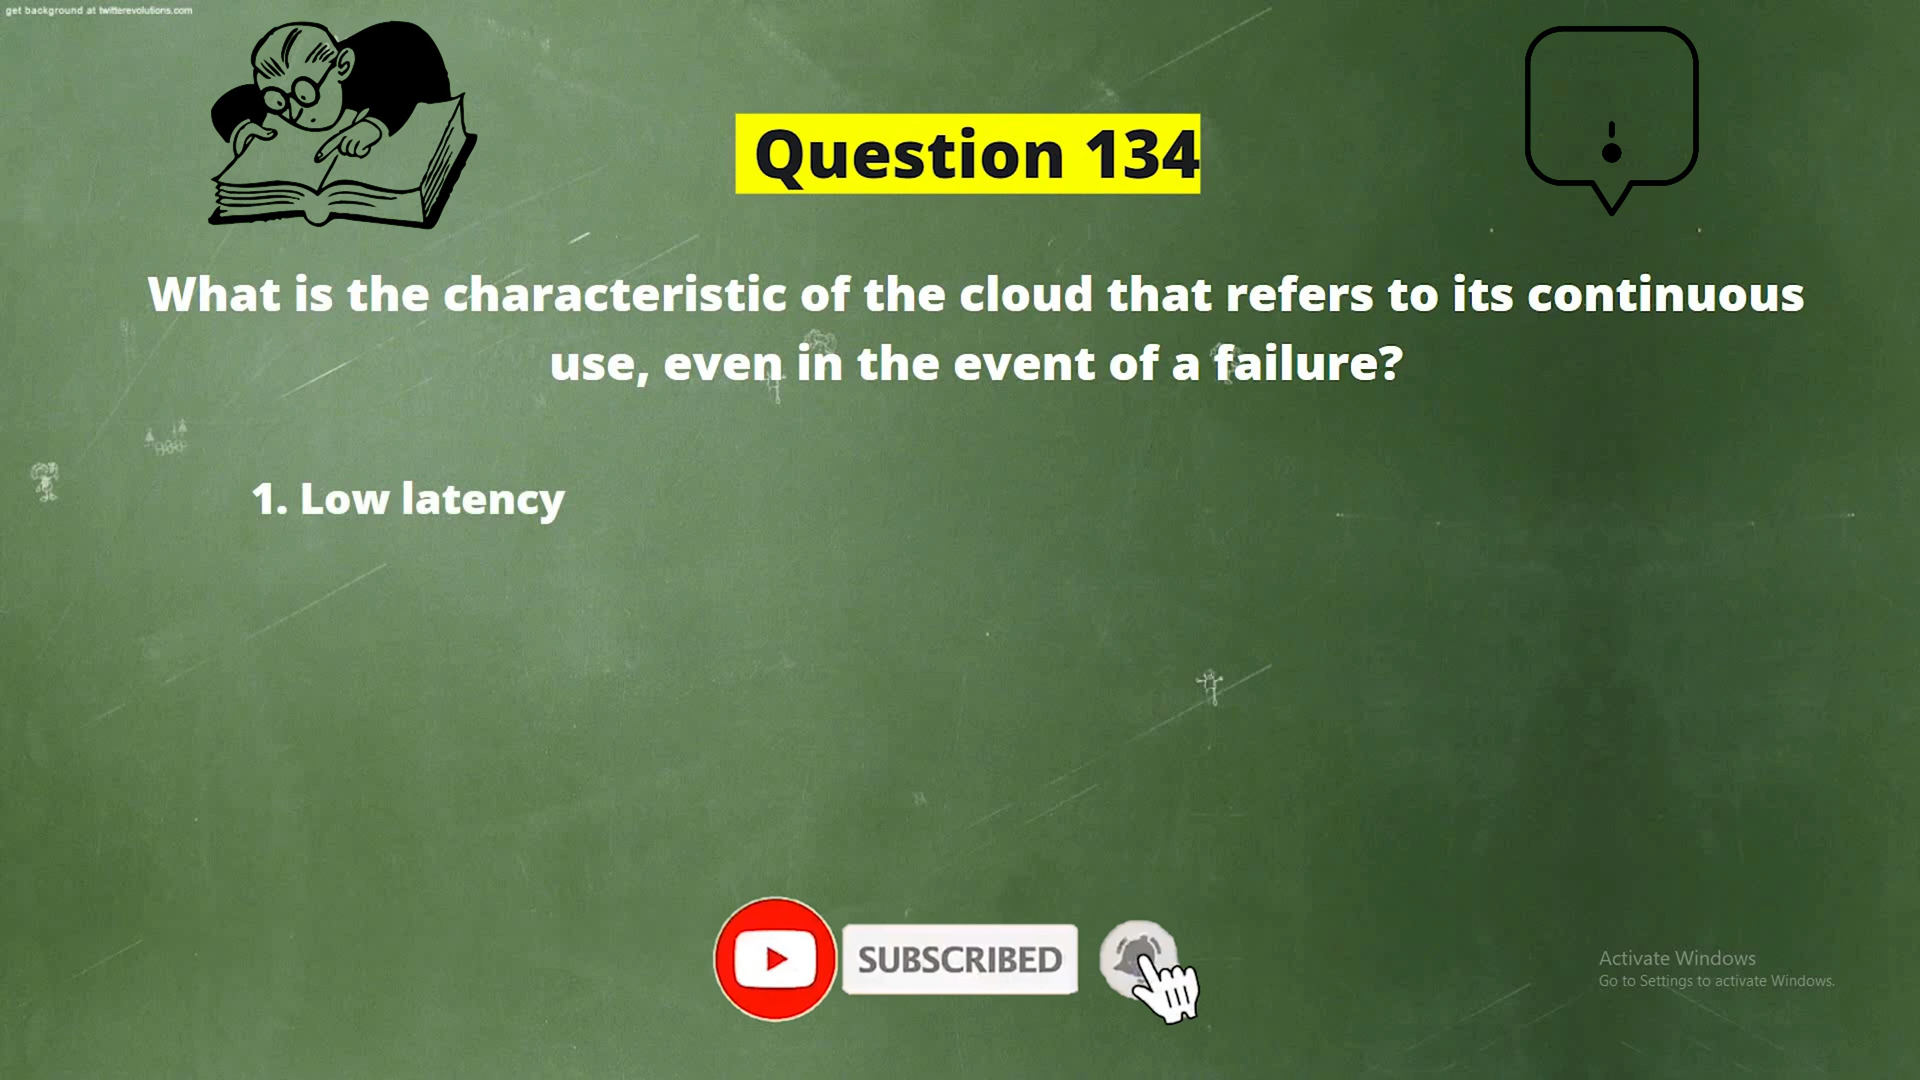 get background at twitterevolutions.com
Question 134
What is the characteristic of the cloud that refers to its continuous
use, even in the event of a failure?
1. Low latency
SUBSCRIBED
Activate Windows
Go to Settings to activate Windows.